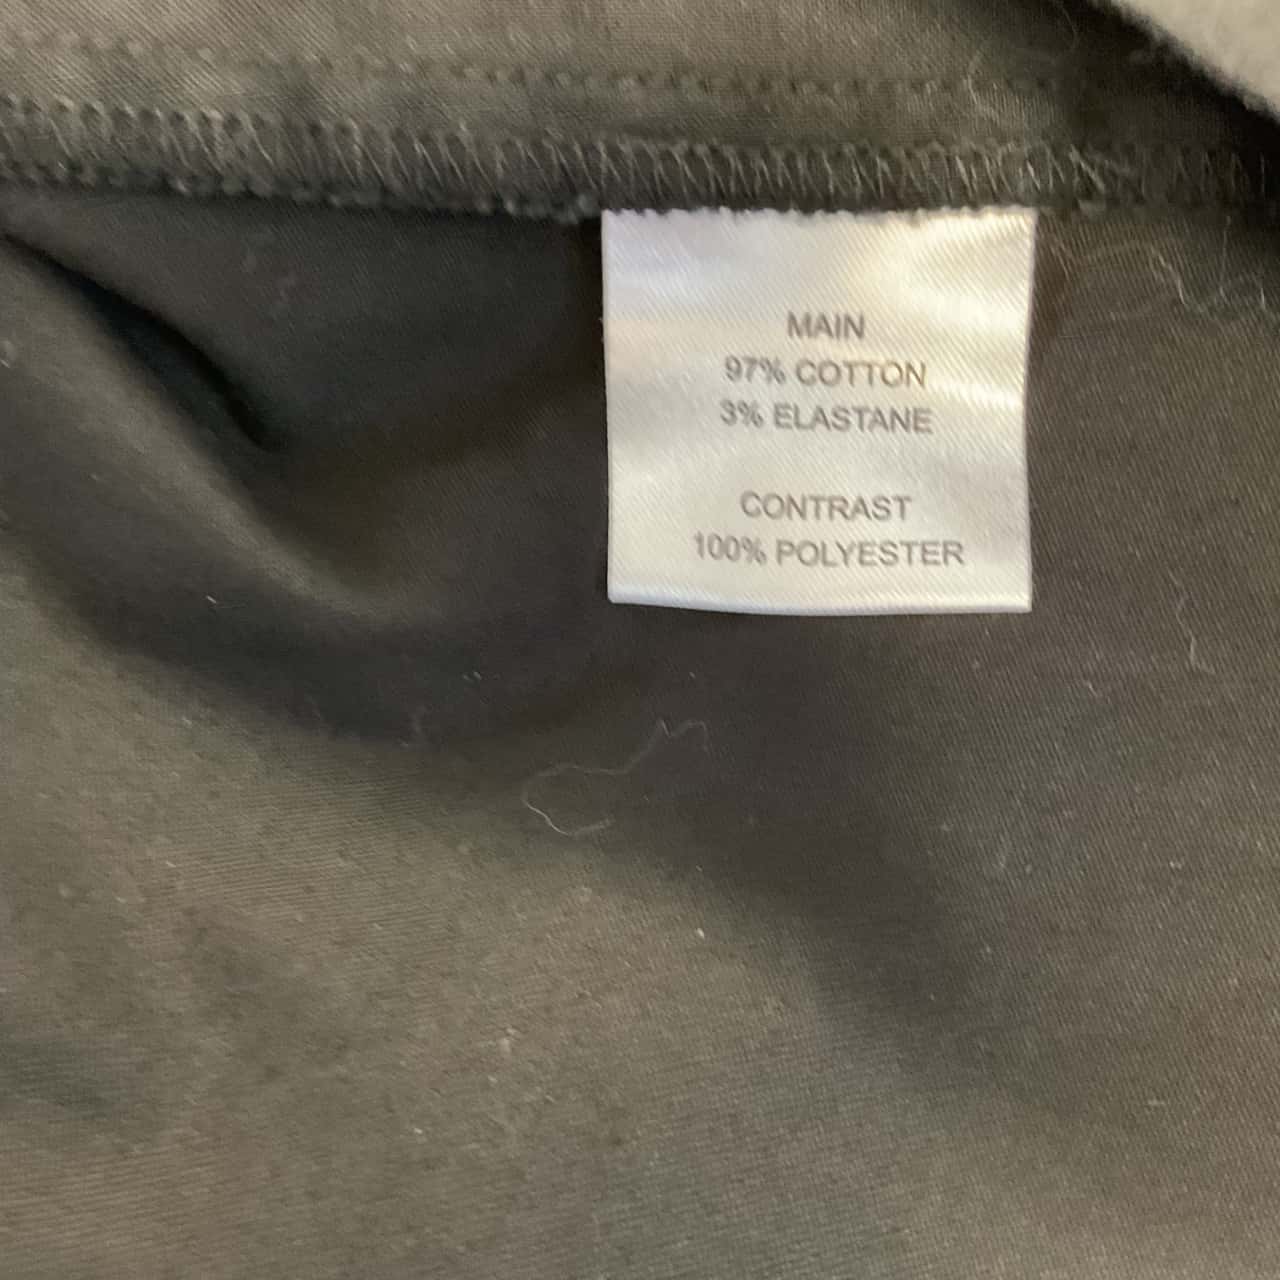 MAIN
97% COTTON
3% ELASTANE
CONTRAST
100% POLYESTER